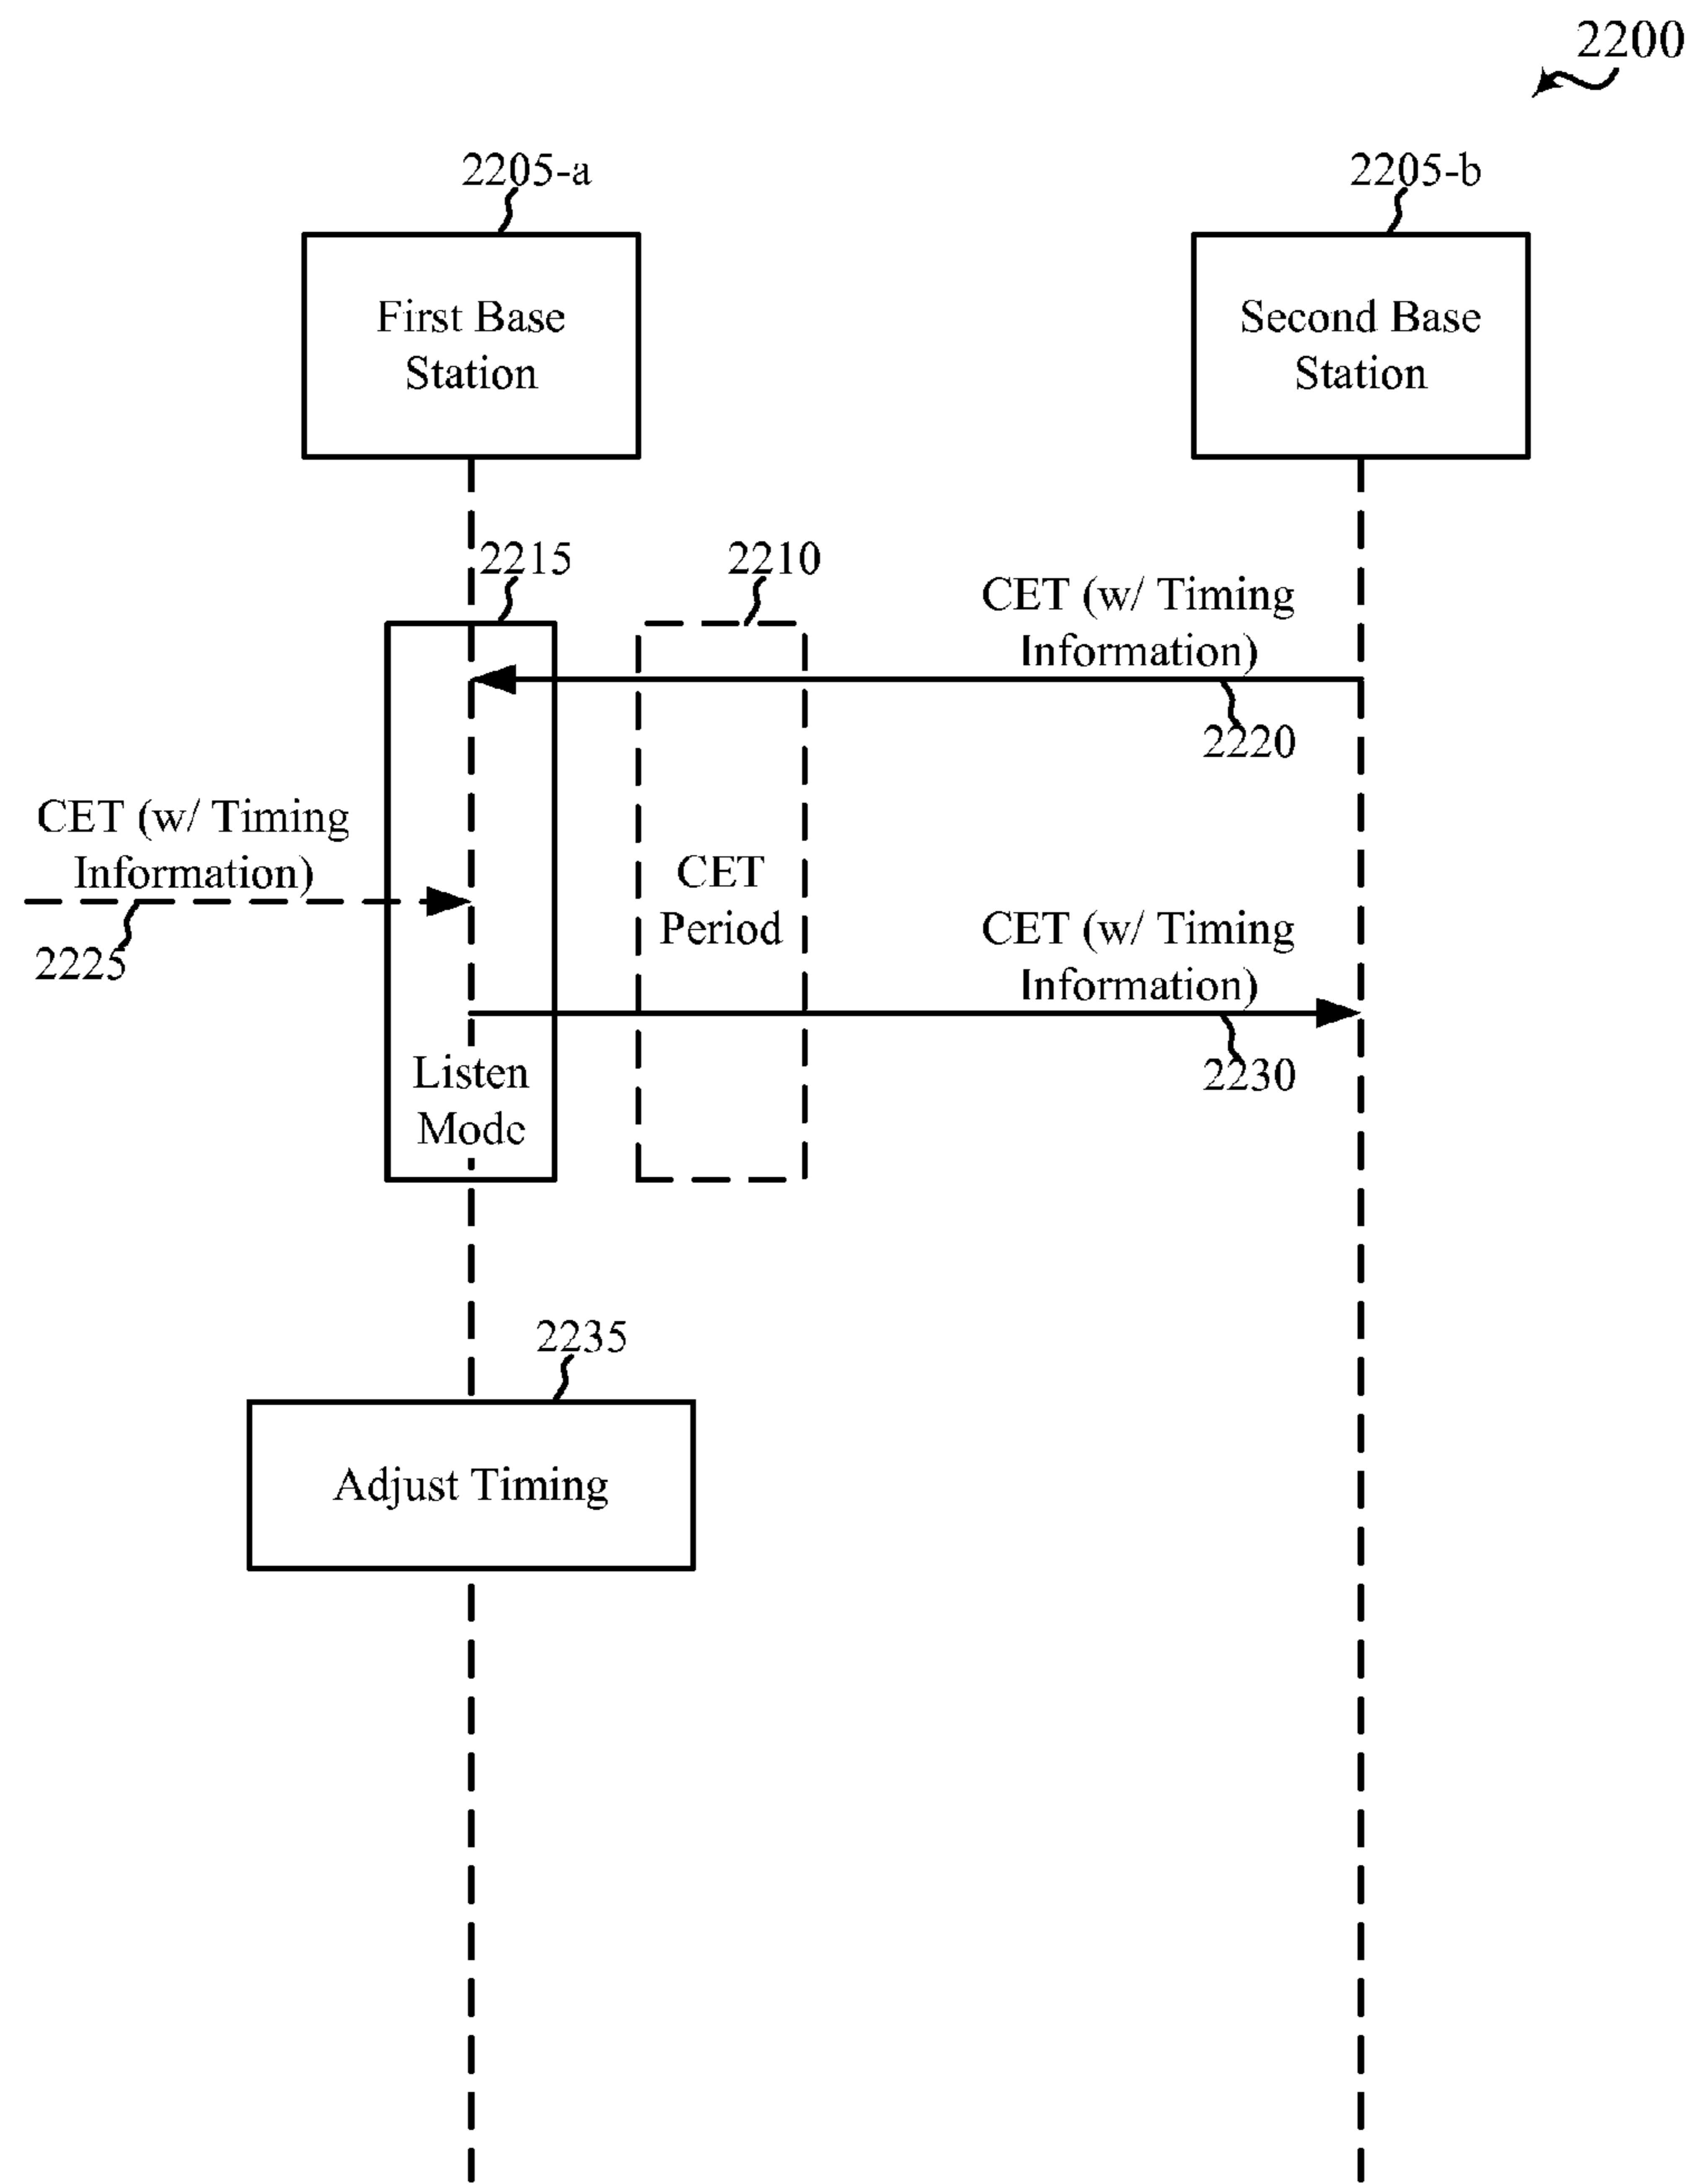 2200
2205-a
2205-b
First Base
Station
Second Base
Station
2215
2210
CET (w/ Timing
Information)
2220
CET (w/ Timing
Information)
2225
CET
Period
CET (w/ Timing
Information)
2230
Listen
Mode
2235
Adjust Timing